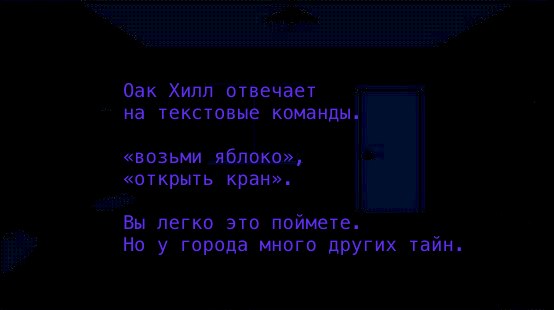 Оак Хилл отвечает
на текстовые команды.
«возьми яблоко»,
«открыть кран».
Вы легко это поймете.
Но у города много других тайн.